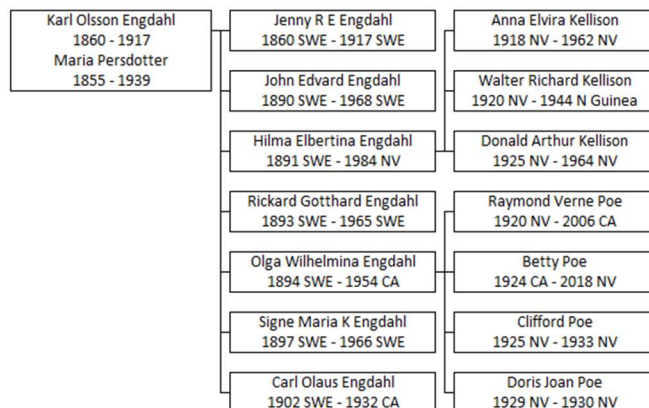 Karl Olsson Engdahl
1860 - 1917
Maria Persdotter
1855 - 1939
Jenny R E Engdahl
1860 SWE - 1917 SWE
John Edvard Engdahl
1890 SWE - 1968 SWE
Hilma Elbertina Engdahl
1891 SWE - 1984 NV
Rickard Gotthard Engdahl
1893 SWE - 1965 SWE
Olga Wilhelmina Engdahl
1894 SWE - 1954 CA
Signe Maria K Engdahl
1897 SWE - 1966 SWE
Carl Olaus Engdahl
1902 SWE - 1932 CA
Anna Elvira Kellison
1918 NV - 1962 NV
Walter Richard Kellison
1920 NV - 1944 N Guinea
Donald Arthur Kellison
1925 NV - 1964 NV
Raymond Verne Poe
1920 NV - 2006 CA
Betty Poe
1924 CA - 2018 NV
Clifford Poe
1925 NV - 1933 NV
Doris Joan Poe
1929 NV - 1930 NV